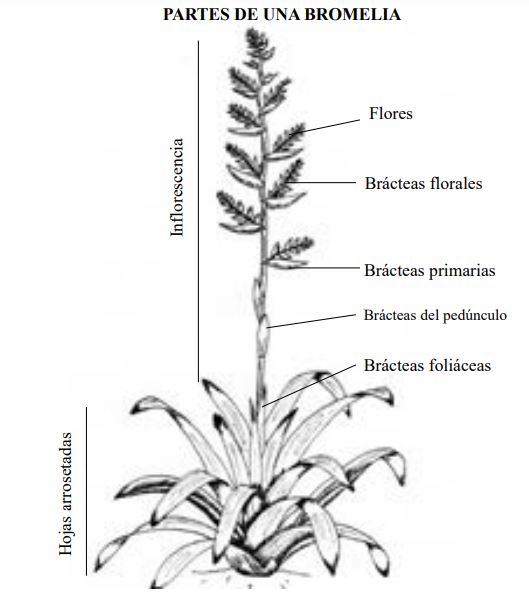 PARTES DE UNA BROMELIA
Flores
Inflorescencia
Brácteas florales
Brácteas primarias
Brácteas del pedúnculo
Brácteas foliáceas
Hojas arrosetadas